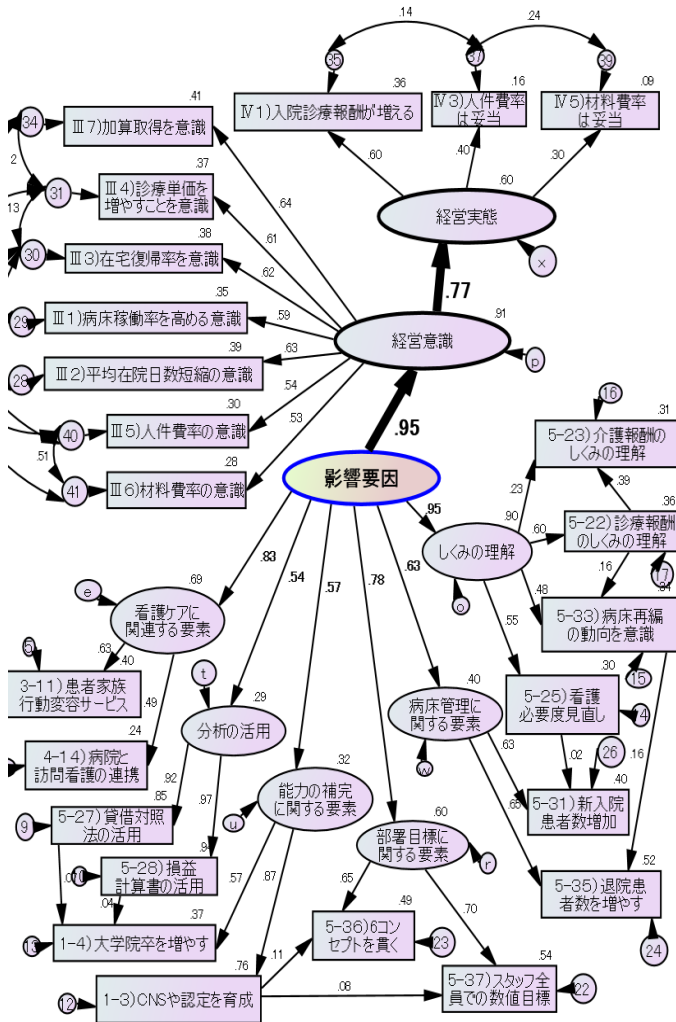 .14
.24
35
37
39
.36
.16
.09
Ⅳ1)入院診療報酬が増える
Ⅳ3)人件費率
は妥当
Ⅳ5)材料費率
は妥当
.60
.40
.30
.60
経営実態
x
.77
.41
34
Ⅲ7)加算取得を意識
2
.37
31
Ⅲ4)診療単価を
増やすことを意識
13
.38
30
Ⅲ3)在宅復帰率を意識
.35
29
Ⅲ1)病床稼働率を高める意識
.39
28
Ⅲ2)平均在院日数短縮の意識
.30
40
Ⅲ5)人件費率の意識
.51
.28
41
Ⅲ6)材料費率の意識
.64
.61
.62
.59
.63
.54
.53
.91
経営意識
p
.95
影響要因
.83
.54
.57
.78
.63
.95
.90
しくみの理解
o
16
.31
5-23)介護報酬の
しくみの理解
.23
.39
.60
.36
5-22)診療報酬
のしくみの理解
17
.16
.48
5-33)病床再編
の動向を意識
15
.55
.30
5-25)看護
必要度見直し
.02
26
.16
.40
5-31)新入院
患者数増加
.63
.52
5-35)退院患
者数を増やす
24
.40
病床管理に
関する要素
w
.69
e
看護ケアに
関連する要素
.63
.40
.49
5
3-11)患者家族
行動変容サービス
.24
4-14)病院と
訪問看護の連携
t
.29
分析の活用
.92
.97
.85
9
5-27)貸借対照
法の活用
5-28)損益
計算書の活用
.04
.37
13
1-4)大学院卒を増やす
.32
能力の補完
に関する要素
u
.57
.87
.76
12
1-3)CNSや認定を育成
.11
.08
.60
部署目標に
関する要素
r
.65
.70
.49
5-36)6コン
セプトを貫く
23
.54
5-37)スタッフ全
員での数値目標
22